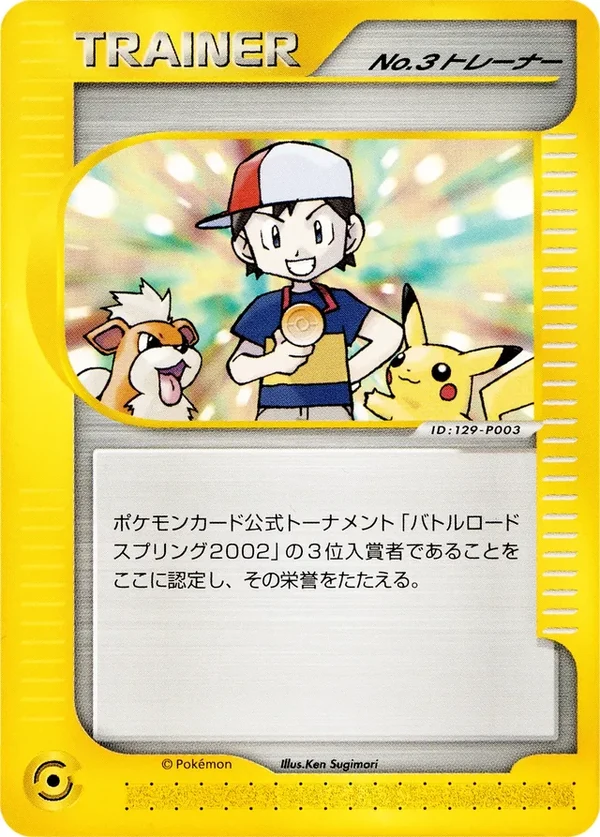 TRAINER
No.3トレーナー
ID:129-P003
ポケモンカード公式トーナメント「バトルロード
スプリング2002」の3位入賞者であることを
ここに認定し、その栄誉をたたえる。
© Pokémon Illus.Ken Sugimori